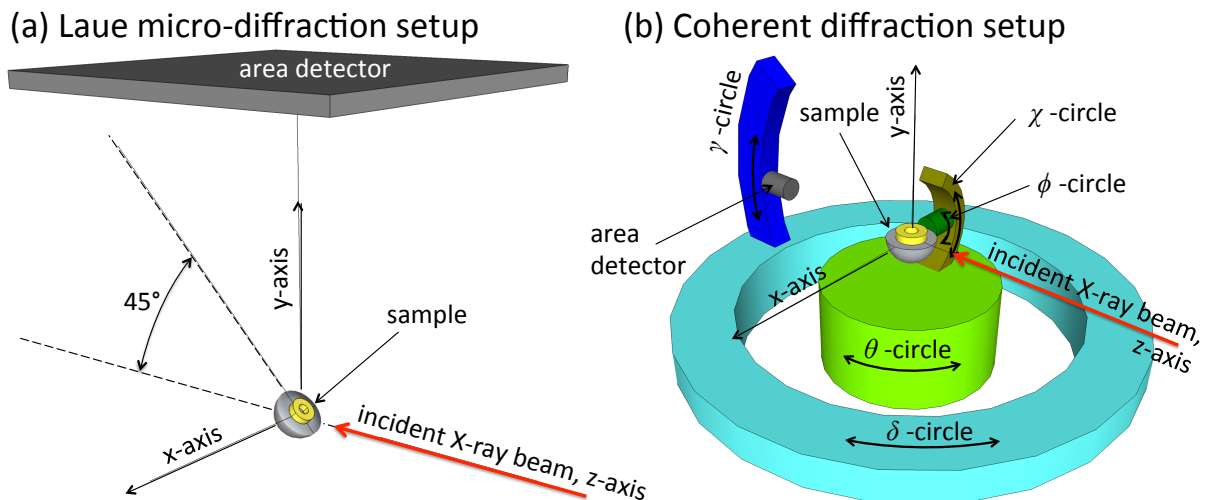 (a) Laue micro-diffraction setup
area detector
45°
y-axis
sample
x-axis
incident X-ray beam, z-axis
(b) Coherent diffraction setup
γ -circle
sample
y-axis
χ -circle
ϕ -circle
area
detector
x-axis
incident X-ray beam,
z-axis
θ -circle
δ -circle